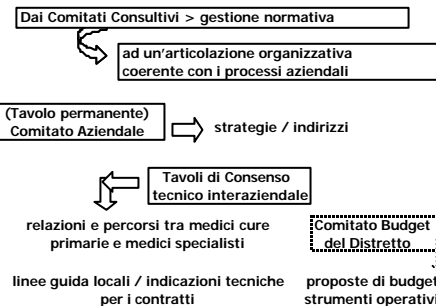 Dai Comitati Consultivi > gestione normativa
ad un'articolazione organizzativa
coerente con i processi aziendali
(Tavolo permanente)
Comitato Aziendale
strategie / indirizzi
Tavoli di Consenso
tecnico interaziendale
relazioni e percorsi tra medici cure
primarie e medici specialisti
Comitato Budget
del Distretto
linee guida locali / indicazioni tecniche
per i contratti
proposte di budget
strumenti operativi